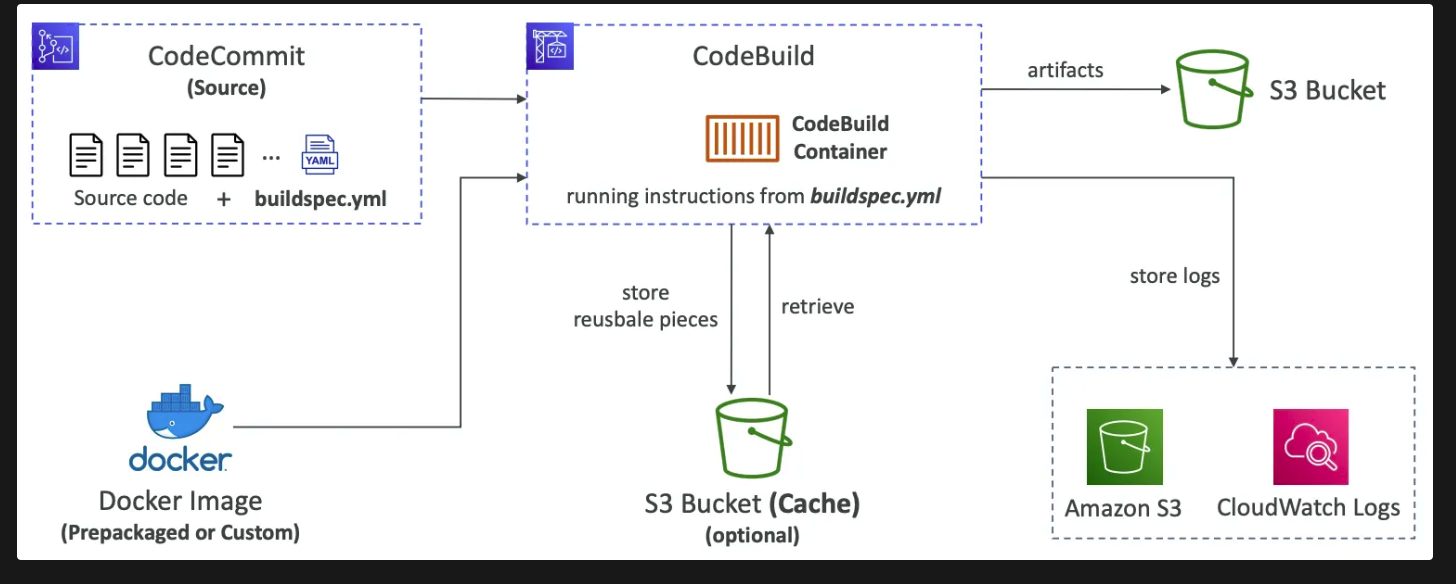 CodeCommit
(Source)
YAML
...
Source code + buildspec.yml
CodeBuild
CodeBuild
Container
running instructions from buildspec.yml
artifacts
S3 Bucket
store
reusbale pieces
retrieve
store logs
docker
Docker Image
(Prepackaged or Custom)
S3 Bucket (Cache)
(optional)
Amazon S3
CloudWatch Logs